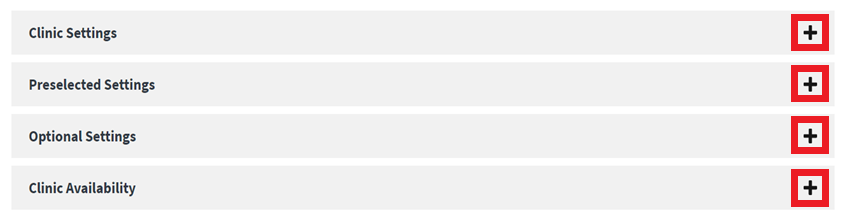 Clinic Settings
Preselected Settings
Optional Settings
Clinic Availability